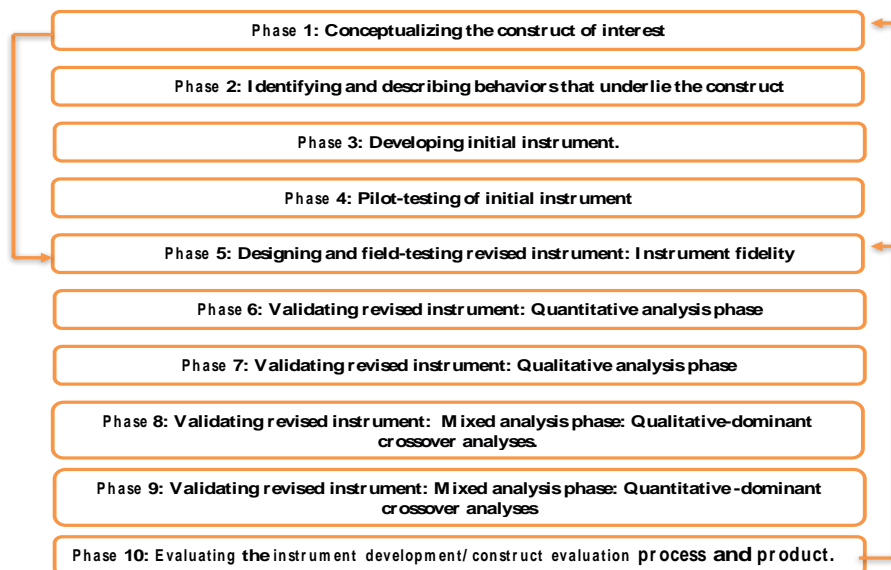 Phase 1: Conceptualizing the construct of interest
Phase 2: Identifying and describing behaviors that underlie the construct
Phase 3: Developing initial instrument.
Phase 4: Pilot-testing of initial instrument
Phase 5: Designing and field-testing revised instrument: Instrument fidelity
Phase 6: Validating revised instrument: Quantitative analysis phase
Phase 7: Validating revised instrument: Qualitative analysis phase
Phase 8: Validating revised instrument: Mixed analysis phase: Qualitative-dominant
crossover analyses.
Phase 9: Validating revised instrument: Mixed analysis phase: Quantitative-dominant
crossover analyses
Phase 10: Evaluating the instrument development/ construct evaluation process and product.